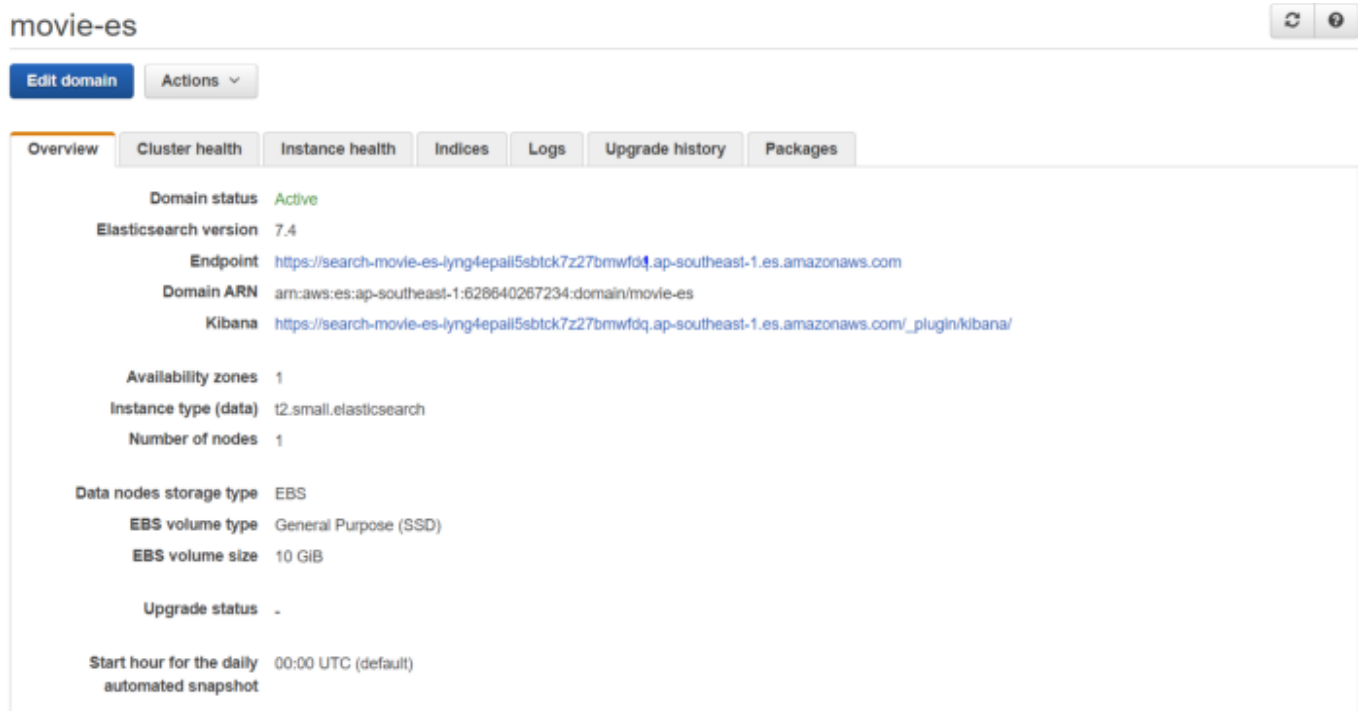 movie-es
Edit domain
Actions
Overview
Cluster health
Instance health
Indices
Logs
Upgrade history
Packages
Domain status Active
Elasticsearch version 7.4
Endpoint https://search-movie-es-iyng4epaii5sbtck7z27bmwfdq.ap-southeast-1.es.amazonaws.com
Domain ARN arn:aws:es:ap-southeast-1:628640267234:domain/movie-es
Kibana https://search-movie-es-iyng4epaii5sbtck7z27bmwfdq.ap-southeast-1.es.amazonaws.com/_plugin/kibana/
Availability zones 1
Instance type (data) t2.small.elasticsearch
Number of nodes 1
Data nodes storage type EBS
EBS volume type General Purpose (SSD)
EBS volume size 10 GiB
Upgrade status -
Start hour for the daily 00:00 UTC (default)
automated snapshot